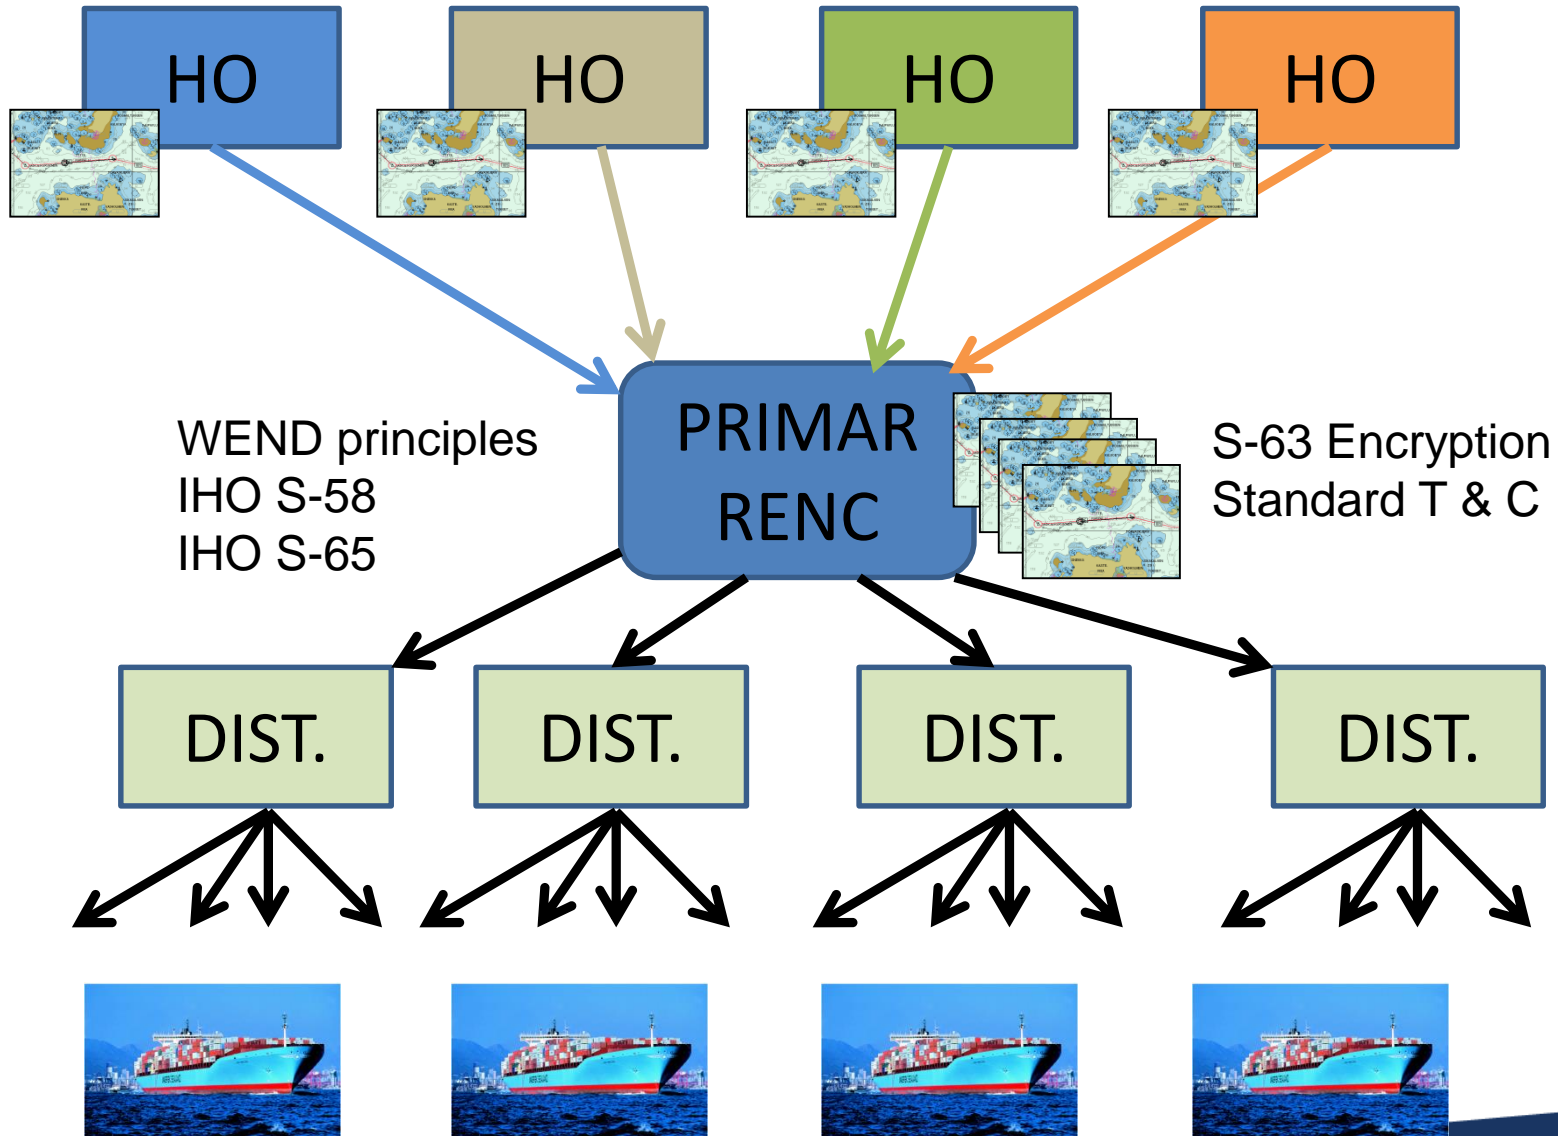 HO
HO
HO
HO
WEND principles
IHO S-58
IHO S-65
PRIMAR
RENC
S-63 Encryption
Standard T & C
DIST.
DIST.
DIST.
DIST.